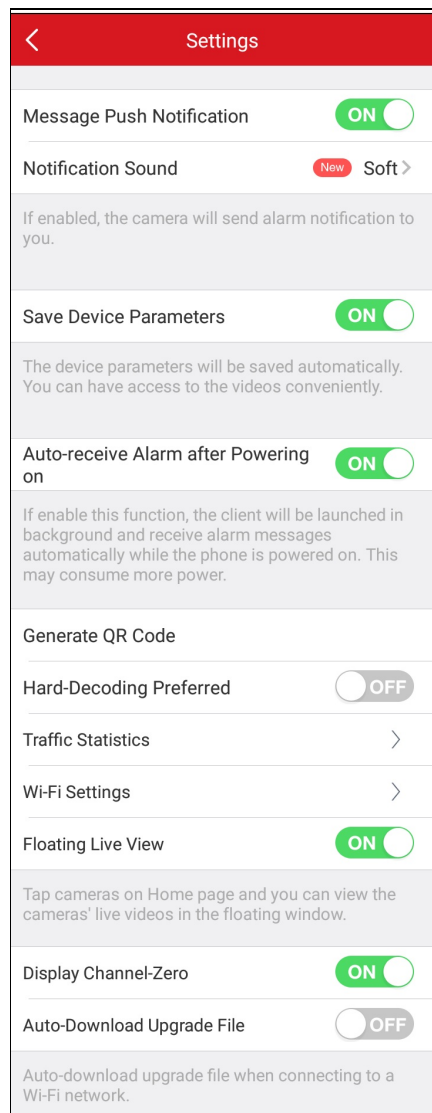 Settings
Message Push Notification ON
Notification Sound New Soft
If enabled, the camera will send alarm notification to
you.
Save Device Parameters ON
The device parameters will be saved automatically.
You can have access to the videos conveniently.
Auto-receive Alarm after Powering
on ON
If enable this function, the client will be launched in
background and receive alarm messages
automatically while the phone is powered on. This
may consume more power.
Generate QR Code
Hard-Decoding Preferred OFF
Traffic Statistics
Wi-Fi Settings
Floating Live View ON
Tap cameras on Home page and you can view the
cameras' live videos in the floating window.
Display Channel-Zero ON
Auto-Download Upgrade File OFF
Auto-download upgrade file when connecting to a
Wi-Fi network.